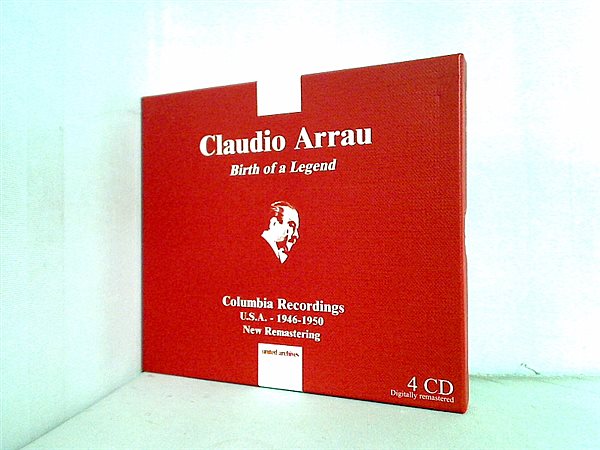 Claudio Arrau
Birth of a Legend
Columbia Recordings
U.S.A. - 1946-1950
New Remastering
united archives
4 CD
Digitally remastered